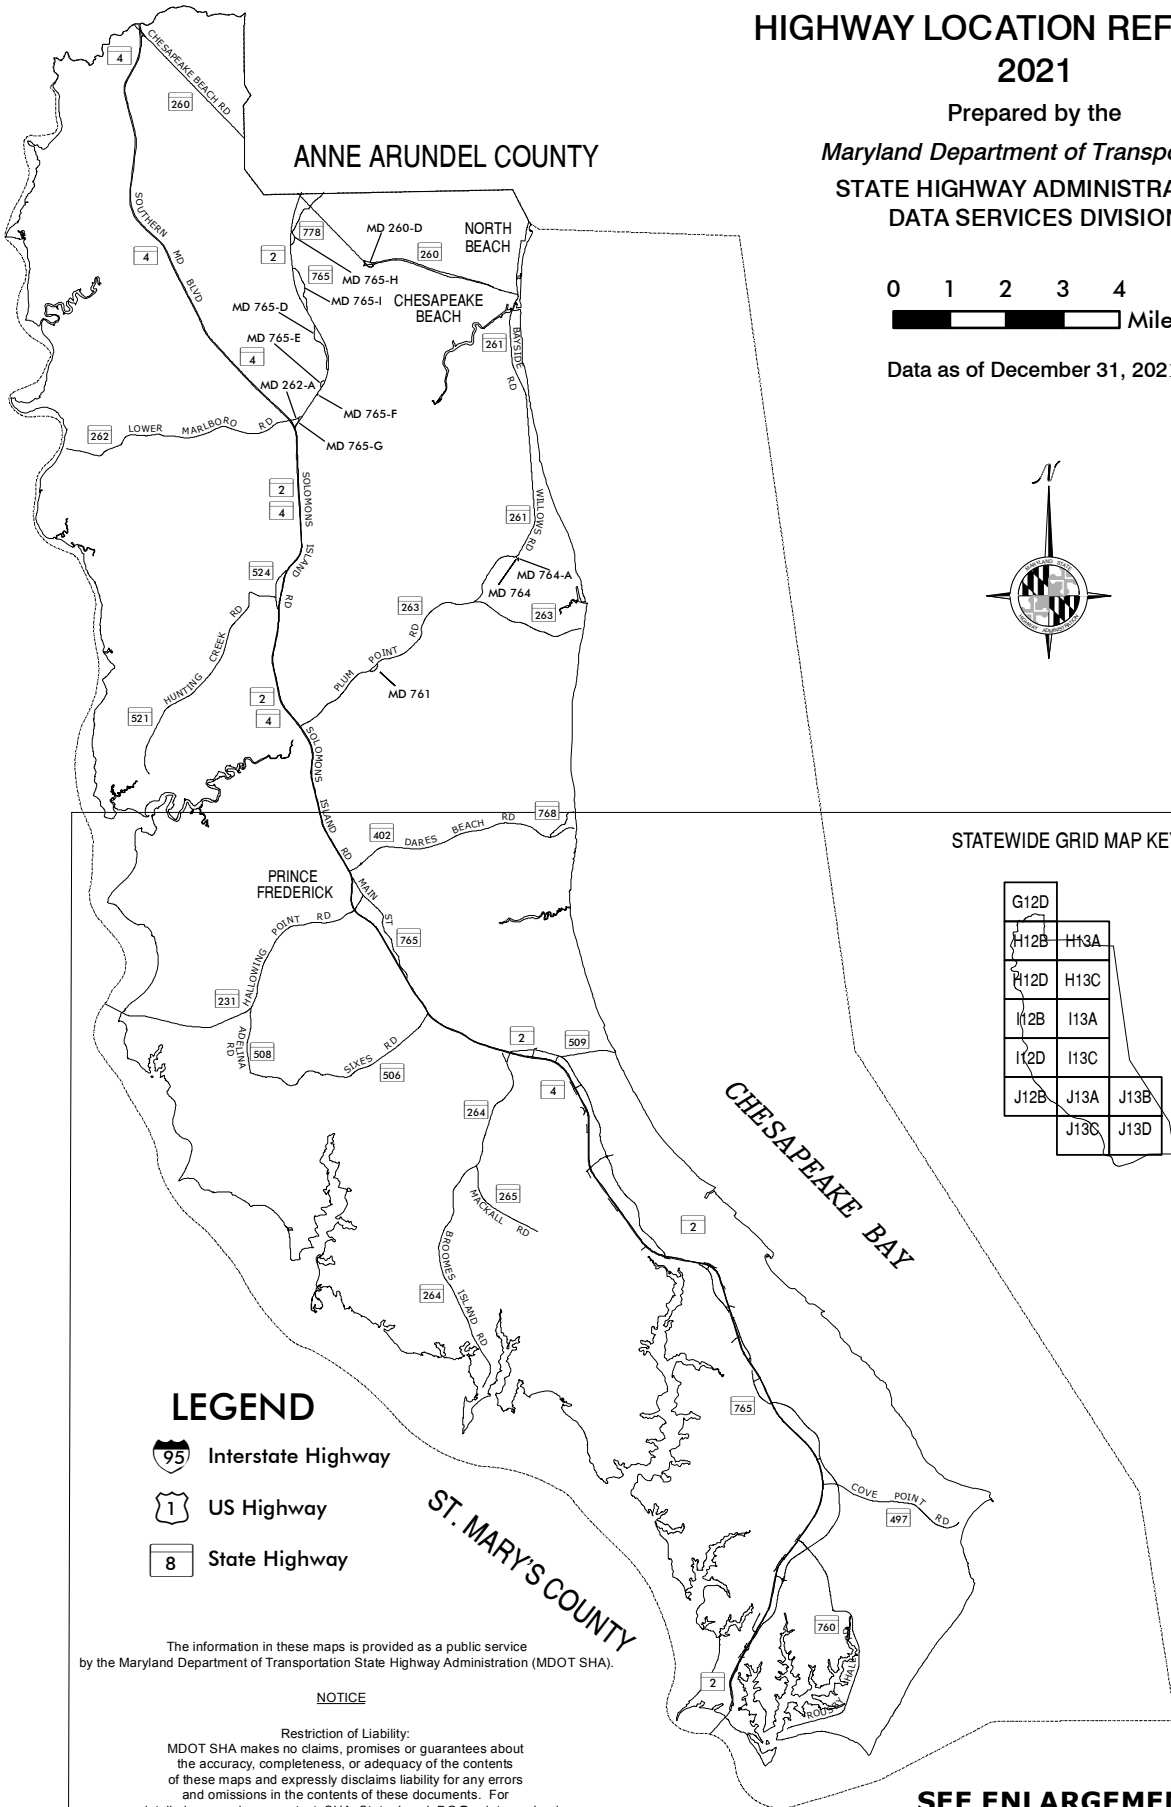 HIGHWAY LOCATION REF
2021
Prepared by the
Maryland Department of Transpo
STATE HIGHWAY ADMINISTRA
DATA SERVICES DIVISION
0 1 2 3 4
Mile
Data as of December 31, 202
4
CHESAPEAKE BEACH RD
260
ANNE ARUNDEL COUNTY
SOUTHERN MD BLVD
4
778
MD 260-D
NORTH
BEACH
2
260
765
MD 765-H
MD 765-I
CHESAPEAKE
BEACH
MD 765-D
MD 765-E
261
BAYSIDE RD
4
MD 262-A
MD 765-F
262
LOWER MARLBORO RD
MD 765-G
2
4
SOLOMONS ISLAND RD
261
WILLOWS RD
524
MD 764-A
MD 764
263
263
HUNTING CREEK RD
PLUM POINT RD
MD 761
2
4
521
SOLOMONS ISLAND RD
768
402
DARES BEACH RD
STATEWIDE GRID MAP KE
PRINCE
FREDERICK
MAIN ST
G12D
H12B H13A
H12D H13C
I12B I13A
I12D I13C
J12B J13A J13B
J13C J13D
HALLOWING POINT RD
765
231
ADELINA RD
508
SIXES RD
506
2
509
4
264
CHESAPEAKE BAY
265
MACKALL RD
2
BROOMES ISLAND RD
264
LEGEND
95 Interstate Highway
1 US Highway
8 State Highway
765
ST. MARY'S COUNTY
COVE POINT RD
497
760
ROUSBY HALL
2
The information in these maps is provided as a public service
by the Maryland Department of Transportation State Highway Administration (MDOT SHA).
NOTICE
Restriction of Liability:
MDOT SHA makes no claims, promises or guarantees about
the accuracy, completeness, or adequacy of the contents
of these maps and expressly disclaims liability for any errors
and omissions in the contents of these documents. For
SEE ENLARGEME